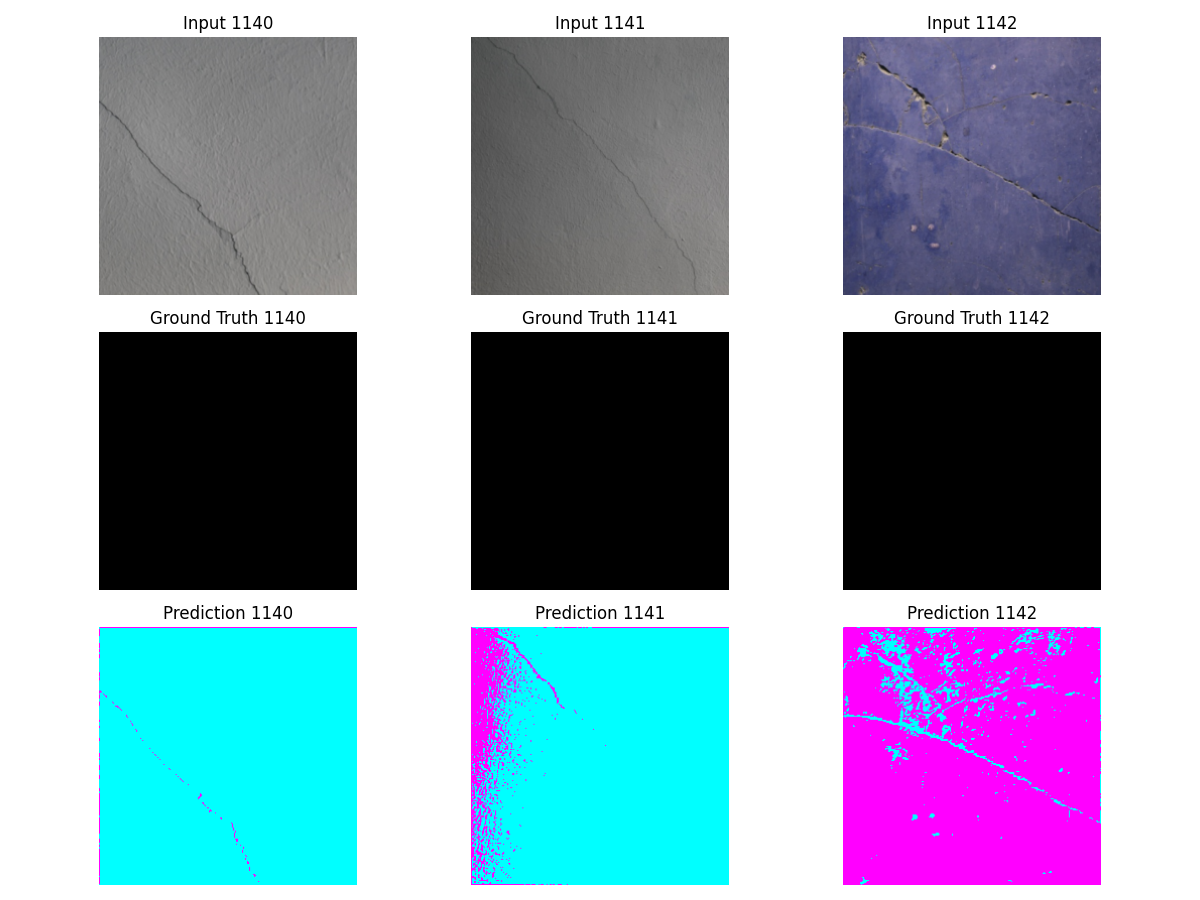 Input 1140
Input 1141
Input 1142
Ground Truth 1140
Ground Truth 1141
Ground Truth 1142
Prediction 1140
Prediction 1141
Prediction 1142